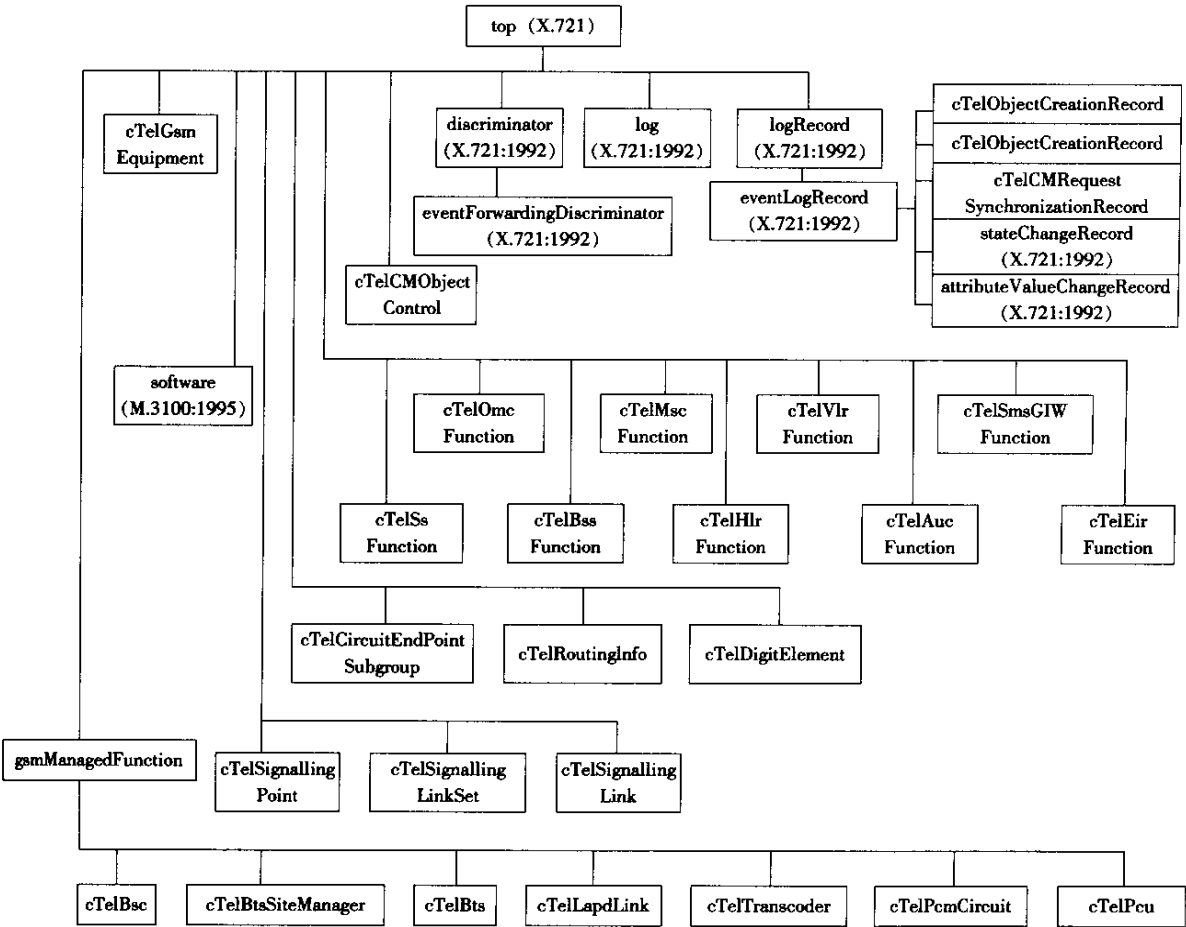 top (X.721)
cTelGsm
Equipment
discriminator
(X.721:1992)
log
(X.721:1992)
logRecord
(X.721:1992)
cTelObjectCreationRecord
cTelObjectCreationRecord
cTelCMRequest
SynchronizationRecord
stateChangeRecord
(X.721:1992)
attributeValueChangeRecord
(X.721:1992)
eventForwardingDiscriminator
(X.721:1992)
eventLogRecord
(X.721:1992)
cTelCMObject
Control
software
(M.3100:1995)
cTelOmc
Function
cTelMsc
Function
cTelVlr
Function
cTelSmsGIW
Function
cTelSs
Function
cTelBss
Function
cTelHlr
Function
cTelAuc
Function
cTelEir
Function
cTelCircuitEndPoint
Subgroup
cTelRoutingInfo
cTelDigitElement
gsmManagedFunction
cTelSignalling
Point
cTelSignalling
LinkSet
cTelSignalling
Link
cTelBsc
cTelBtsSiteManager
cTelBts
cTelLapdLink
cTelTranscoder
cTelPcmCircuit
cTelPcu